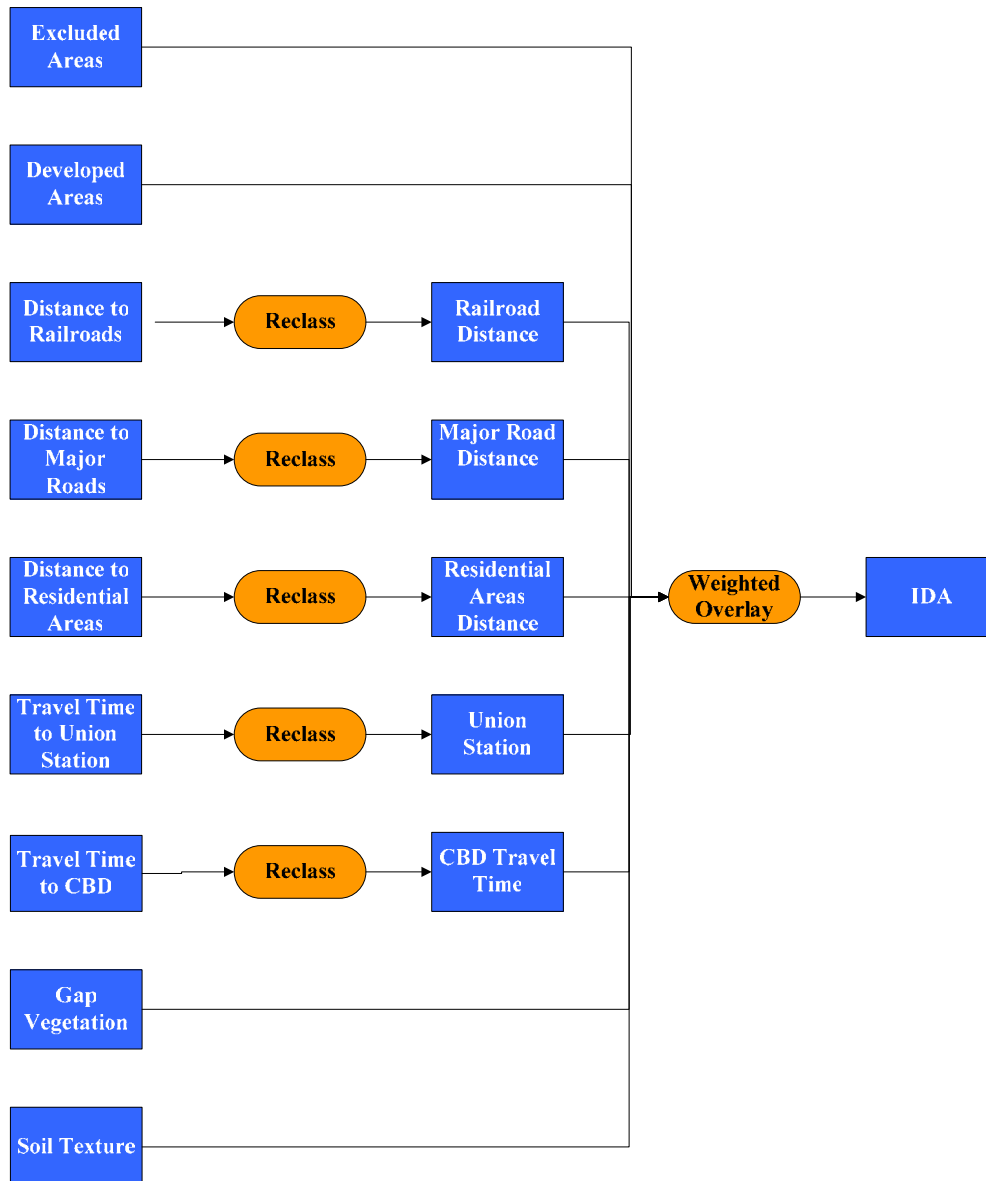 Excluded
Areas
Developed
Areas
Distance to
Railroads
Reclass
Railroad
Distance
Distance to
Major
Roads
Reclass
Major Road
Distance
Distance to
Residential
Areas
Reclass
Residential
Areas
Distance
Weighted
Overlay
IDA
Travel Time
to Union
Station
Reclass
Union
Station
Travel Time
to CBD
Reclass
CBD Travel
Time
Gap
Vegetation
Soil Texture